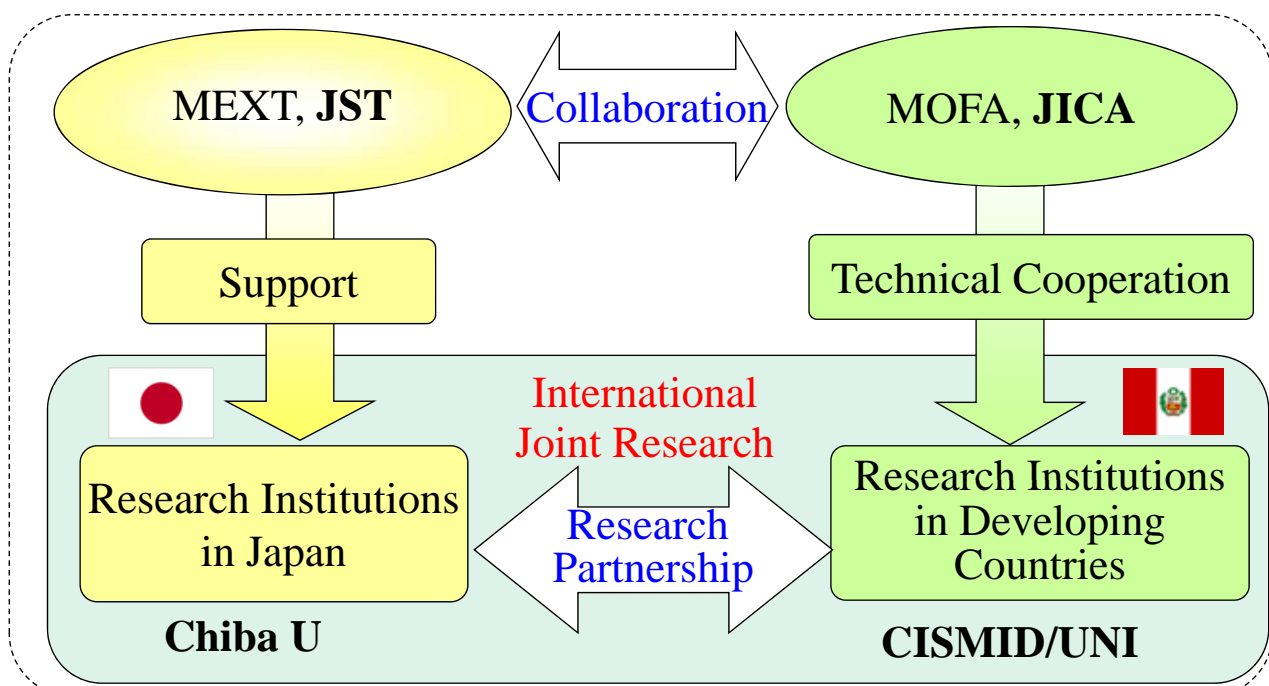 MEXT, JST
Collaboration
MOFA, JICA
Support
Technical Cooperation
International
Joint Research
Research Institutions
in Japan
Research
Partnership
Research Institutions
in Developing
Countries
Chiba U
CISMID/UNI